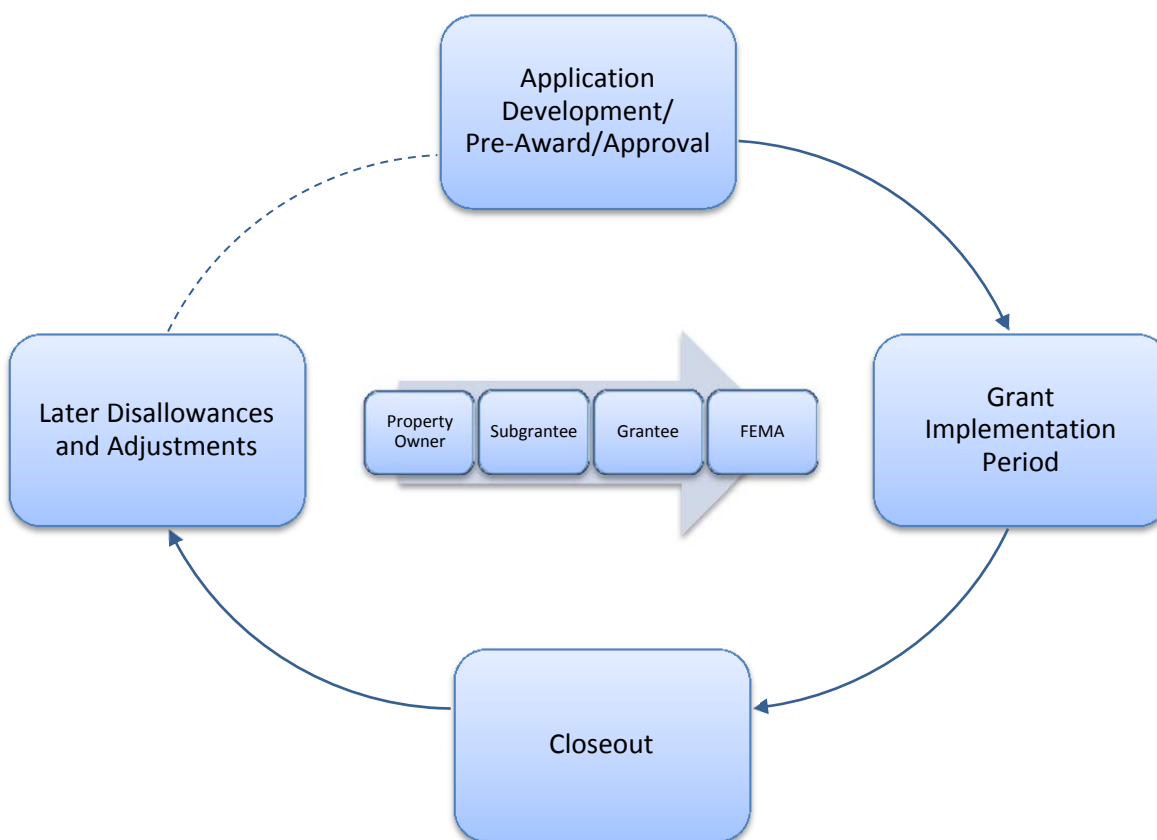 Application
Development/
Pre-Award/Approval
Later Disallowances
and Adjustments
Property
Owner
Subgrantee
Grantee
FEMA
Grant
Implementation
Period
Closeout